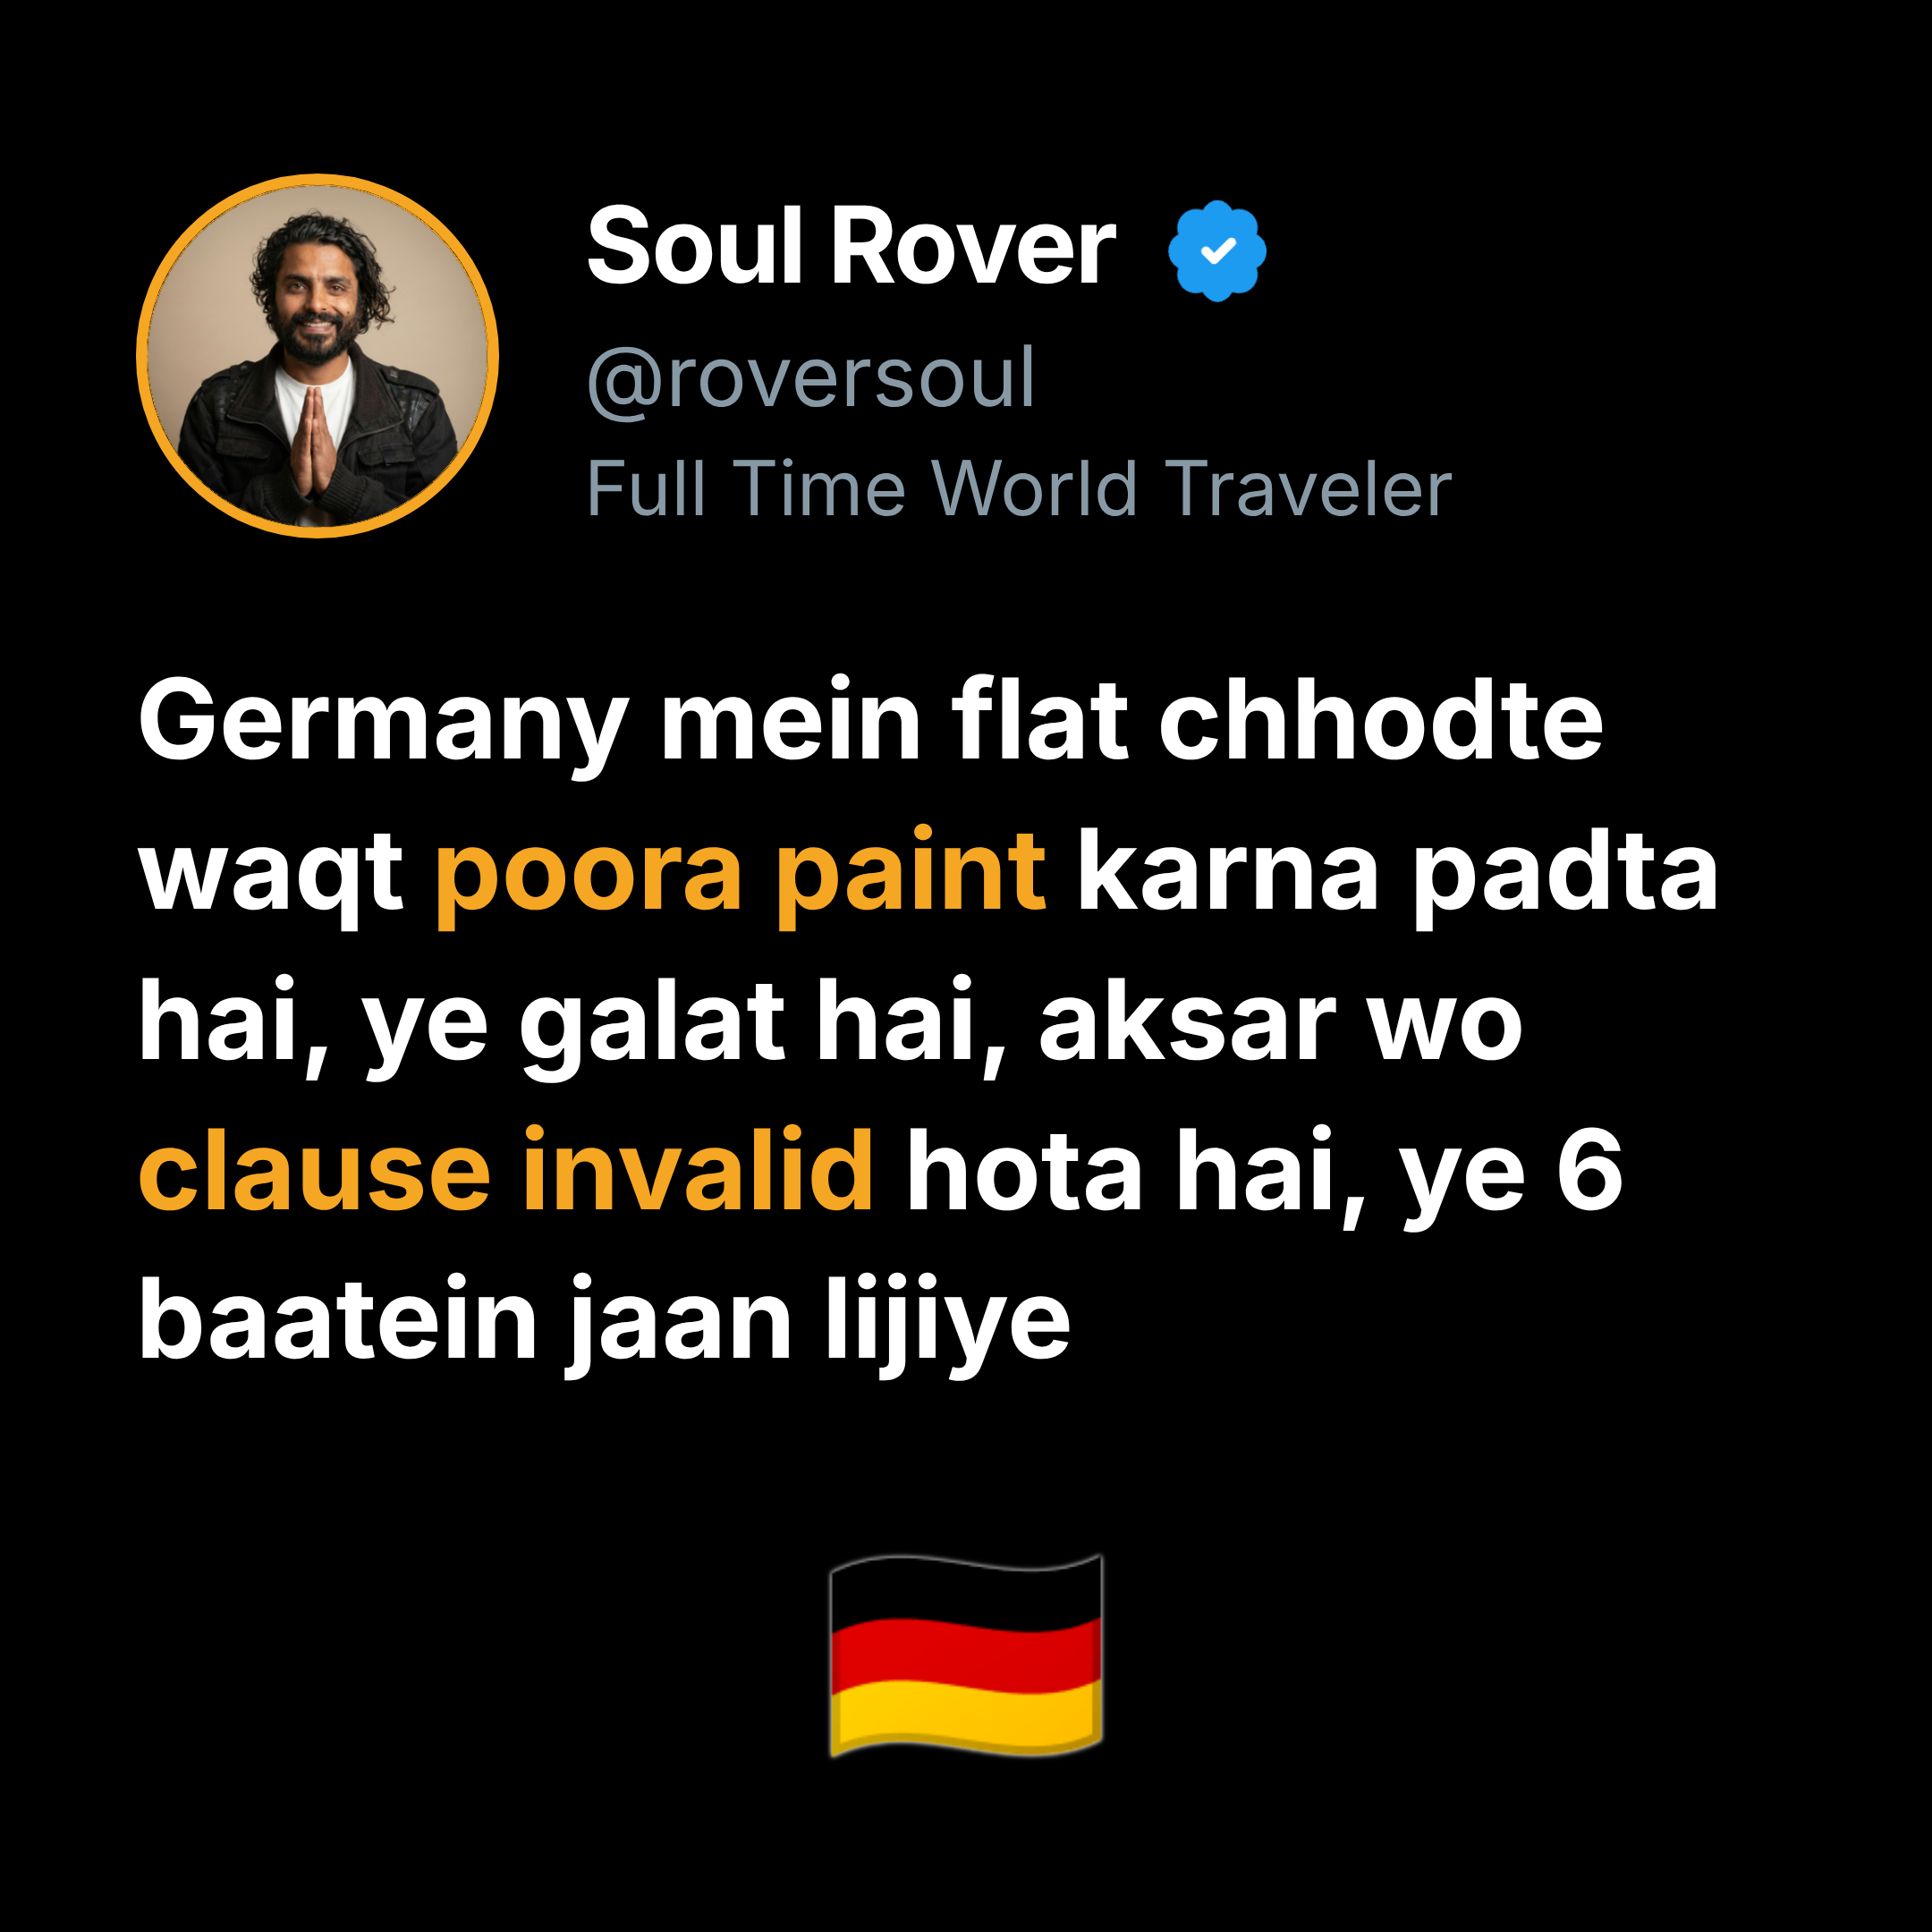 Soul Rover
@roversoul
Full Time World Traveler
Germany mein flat chhodte
waqt poora paint karna padta
hai, ye galat hai, aksar wo
clause invalid hota hai, ye 6
baatein jaan lijiye